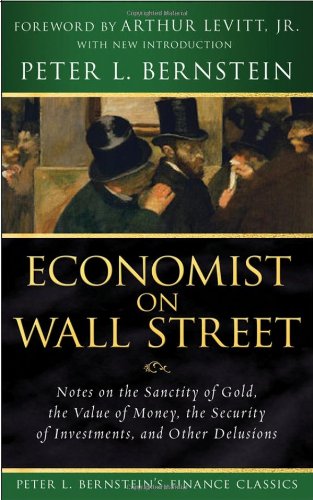 FOREWORD BY ARTHUR LEVITT, JR.
WITH NEW INTRODUCTION
PETER L. BERNSTEIN
ECONOMIST
ON
WALL STREET
Notes on the Sanctity of Gold,
the Value of Money, the Security
of Investments, and Other Delusions
PETER L. BERNSTEIN'S FINANCE CLASSICS